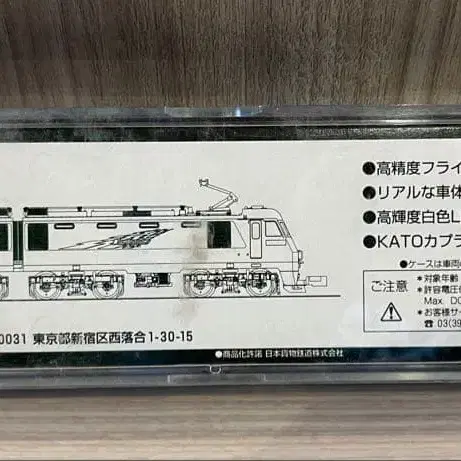 ●高精度フライ
●リアルな車体
●高輝度白色L
●KATOカプラ
●ケースは車両
ご注意
*対象年齢
*許容電圧
Max. DC
*お客様サ
☎ 03(39
0031 東京都新宿区西落合1-30-15
●商品化許諾 日本貨物鉄道株式会社